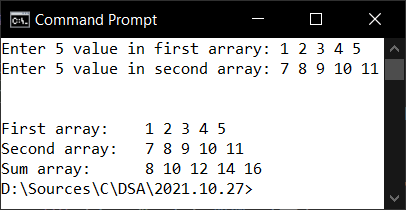 Command Prompt
Enter 5 value in first arrary: 1 2 3 4 5
Enter 5 value in second array: 7 8 9 10 11
First array:    1 2 3 4 5
Second array:   7 8 9 10 11
Sum array:      8 10 12 14 16
D:\Sources\C\DSA\2021.10.27>